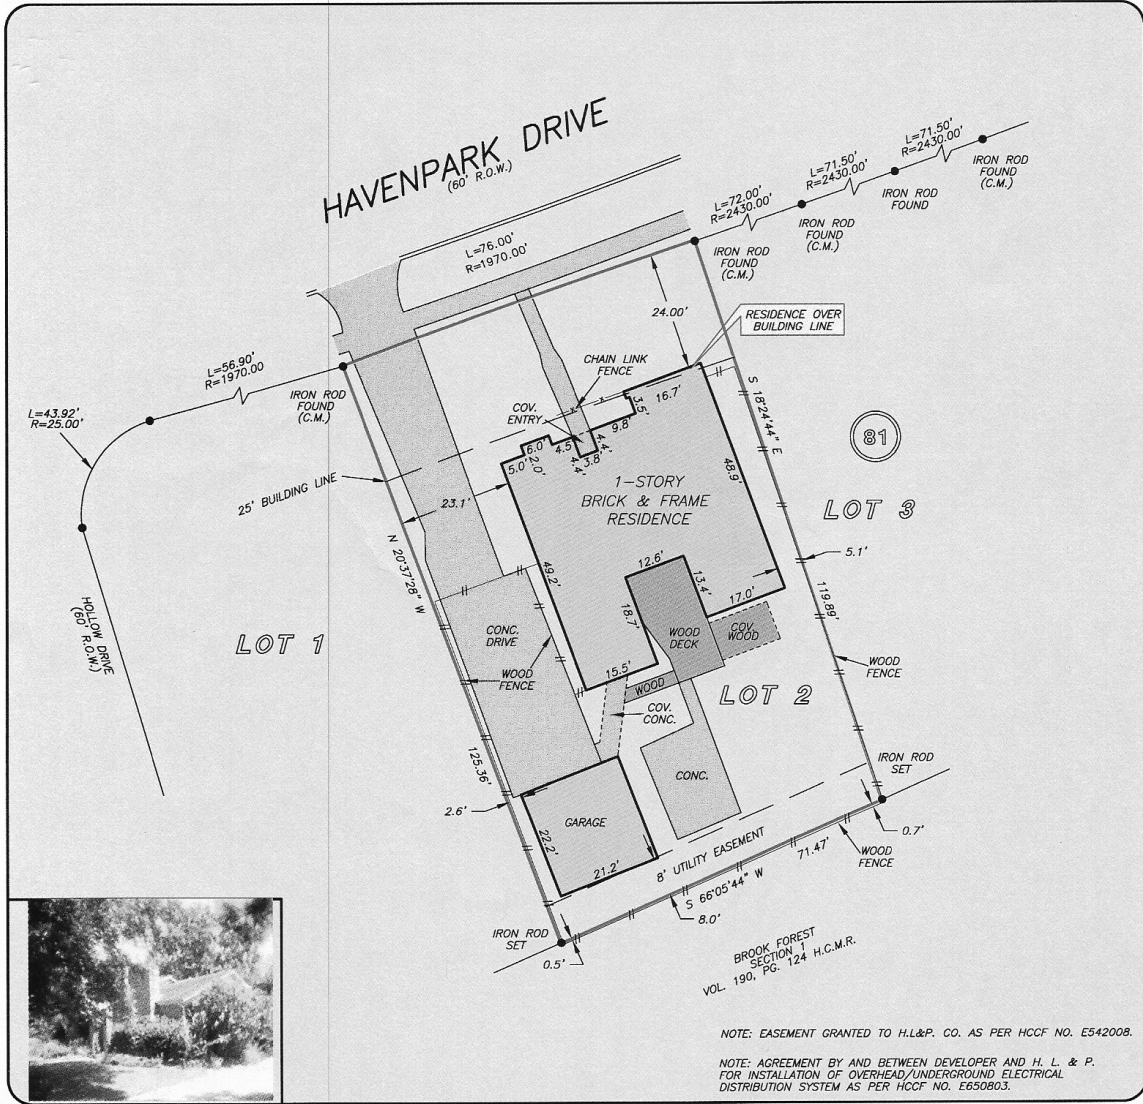 HAVENPARK DRIVE
(60' R.O.W.)
L=76.00'
R=1970.00'
L=72.00'
R=2430.00'
L=71.50'
R=2430.00'
L=71.50'
R=2430.00'
IRON ROD
FOUND
(C.M.)
IRON ROD
FOUND
(C.M.)
IRON ROD
FOUND
IRON ROD
FOUND
(C.M.)
L=56.90'
R=1970.00
L=43.92'
R=25.00'
IRON ROD
FOUND
(C.M.)
24.00'
RESIDENCE OVER
BUILDING LINE
CHAIN LINK
FENCE
COV.
ENTRY
16.7'
3.5'
9.8'
4.4'
3.8'
4.4'
4.5'
6.0'
2.0'
5.0'
25' BUILDING LINE
23.1'
1-STORY
BRICK & FRAME
RESIDENCE
48.9'
S 18°24'44" E
81
LOT 3
5.1'
119.89'
N 20°37'28" W
49.2'
12.6'
13.4'
17.0'
18.7'
15.5'
HOLLOW DRIVE
(60' R.O.W.)
LOT 1
CONC.
DRIVE
WOOD
FENCE
WOOD
DECK
COV.
WOOD
WOOD
COV.
CONC.
LOT 2
WOOD
FENCE
125.36'
2.6'
IRON ROD
SET
CONC.
GARAGE
22.2'
21.2'
8' UTILITY EASEMENT
0.7'
WOOD
FENCE
71.47'
S 66°05'44" W
8.0'
IRON ROD
SET
0.5'
BROOK FOREST
SECTION 1
VOL. 190, PG. 124 H.C.M.R.
NOTE: EASEMENT GRANTED TO H.L&P. CO. AS PER HCCF NO. E542008.
NOTE: AGREEMENT BY AND BETWEEN DEVELOPER AND H. L. & P.
FOR INSTALLATION OF OVERHEAD/UNDERGROUND ELECTRICAL
DISTRIBUTION SYSTEM AS PER HCCF NO. E650803.